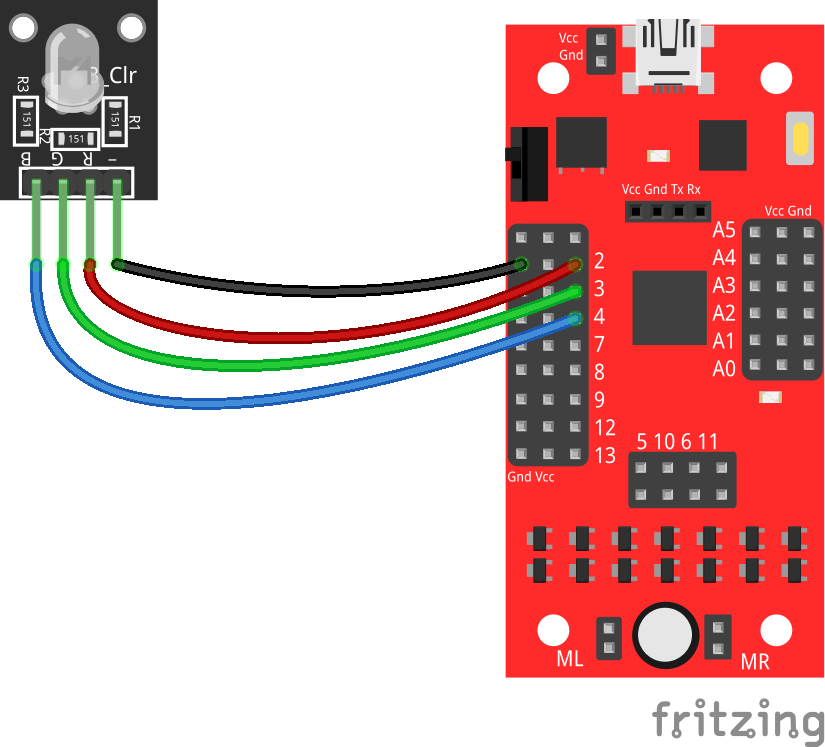 _Clr
R3
151
R2
151
151
R1
B G R -
Vcc
Gnd
Vcc Gnd Tx Rx
Vcc Gnd
A5
A4
A3
A2
A1
A0
2
3
4
7
8
9
12
13
Gnd Vcc
5 10 6 11
ML
MR
fritzing